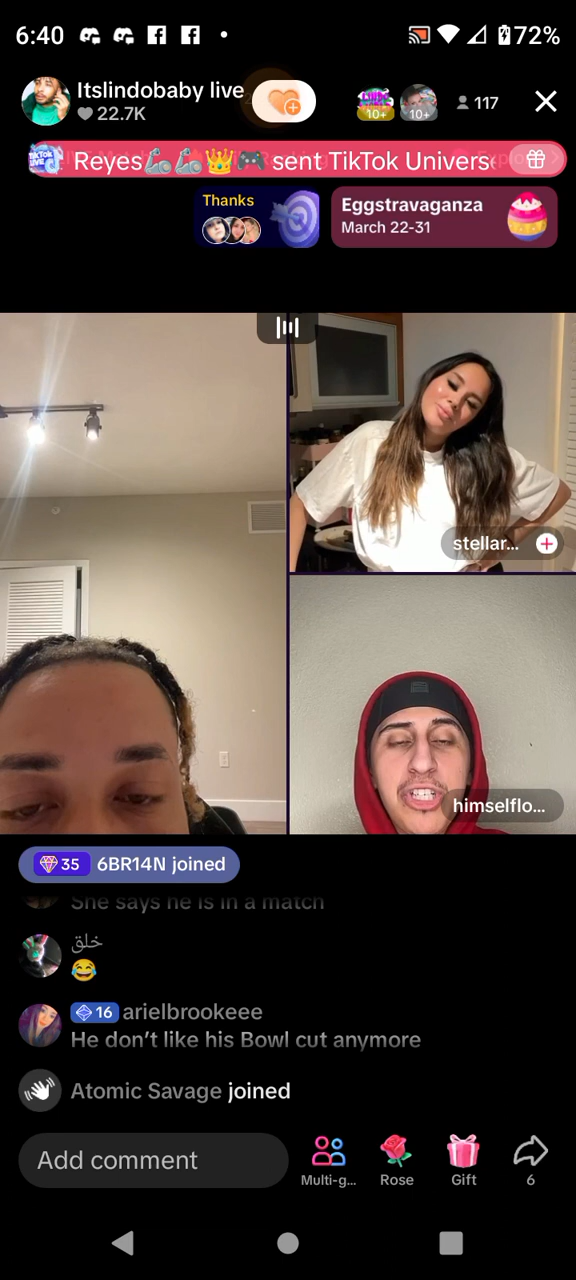 6:40
72%
Itslindobaby live
22.7K
10+
10+
117
Reyes🦾🦾👑🎮 sent TikTok Univers
Thanks
Eggstravaganza
March 22-31
stellar...
himselflo...
35 6BR14N joined
She says he is in a match
خلق
😂
16 arielbrookeee
He don't like his Bowl cut anymore
Atomic Savage joined
Add comment
Multi-g...
Rose
Gift
6